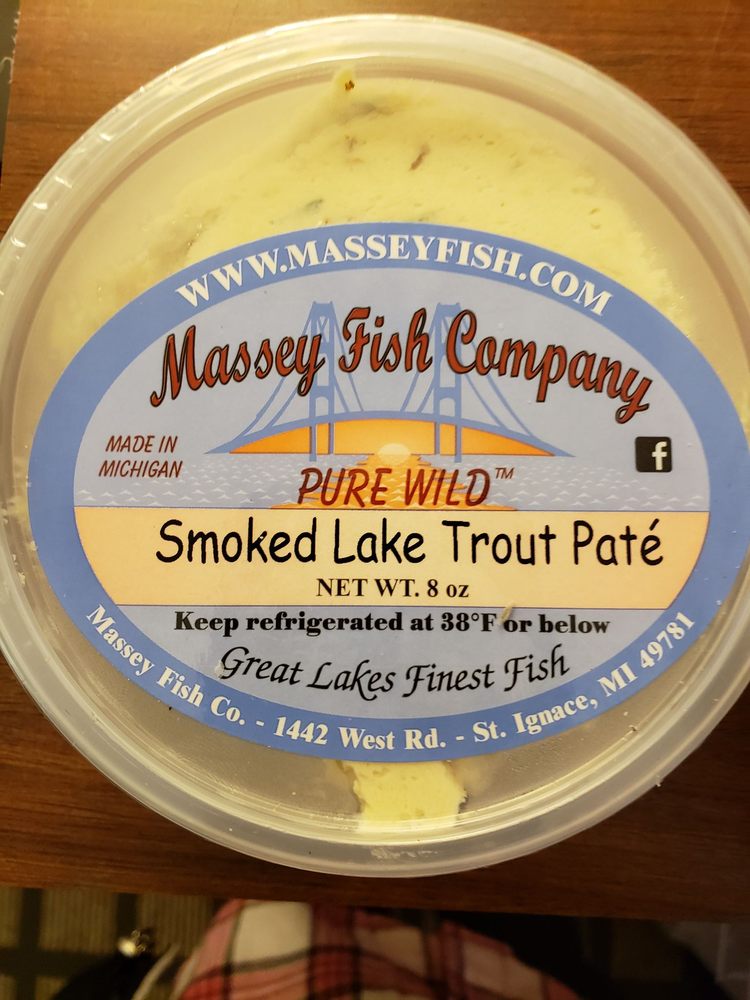 WWW.MASSEYFISH.COM
Massey Fish Company
MADE IN
MICHIGAN
f
PURE WILD™
Smoked Lake Trout Paté
NET WT. 8 oz
Keep refrigerated at 38°F or below
Great Lakes Finest Fish
Massey Fish Co. - 1442 West Rd. - St. Ignace, MI 49781